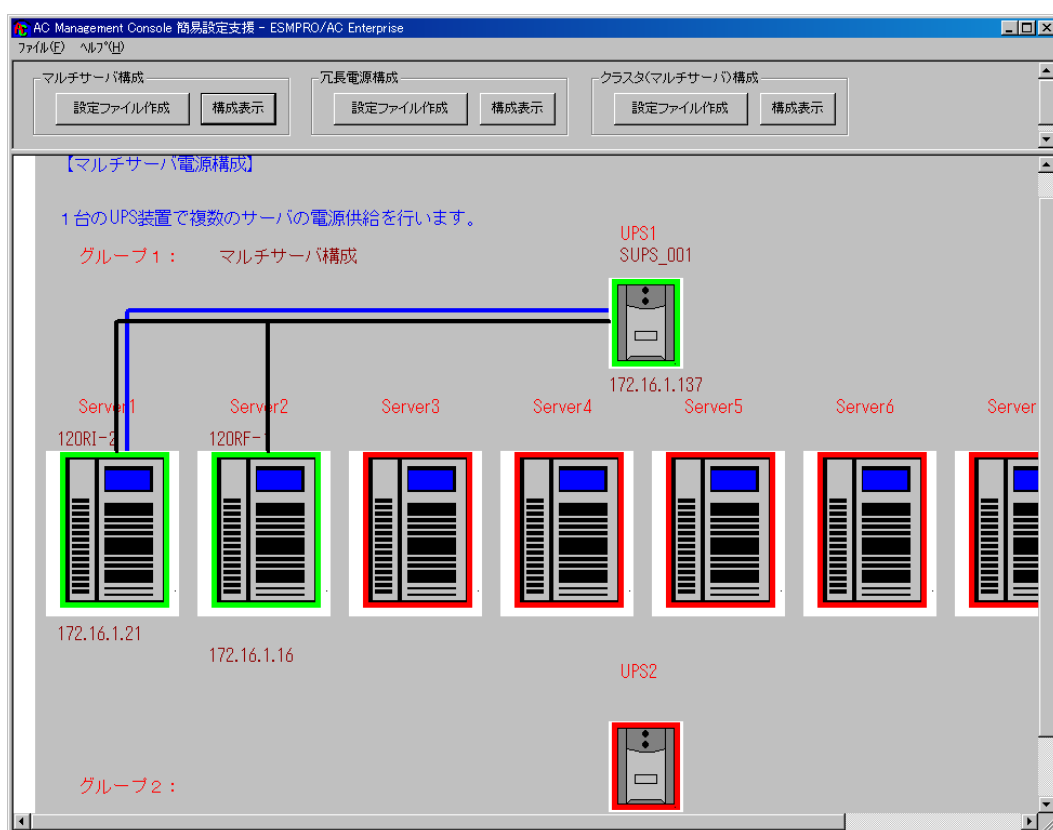 AC Management Console 簡易設定支援 - ESMPRO/AC Enterprise
ファイル(F) ヘルプ(H)
マルチサーバ構成 冗長電源構成 クラスタ(マルチサーバ)構成
設定ファイル作成 構成表示 設定ファイル作成 構成表示 設定ファイル作成 構成表示
【マルチサーバ電源構成】
1台のUPS装置で複数のサーバの電源供給を行います。
UPS1
グループ1: マルチサーバ構成 SUPS_001
172.16.1.137
Server1 Server2 Server3 Server4 Server5 Server6 Server
120RI-2 120RF-1
172.16.1.21
172.16.1.16
UPS2
グループ2: